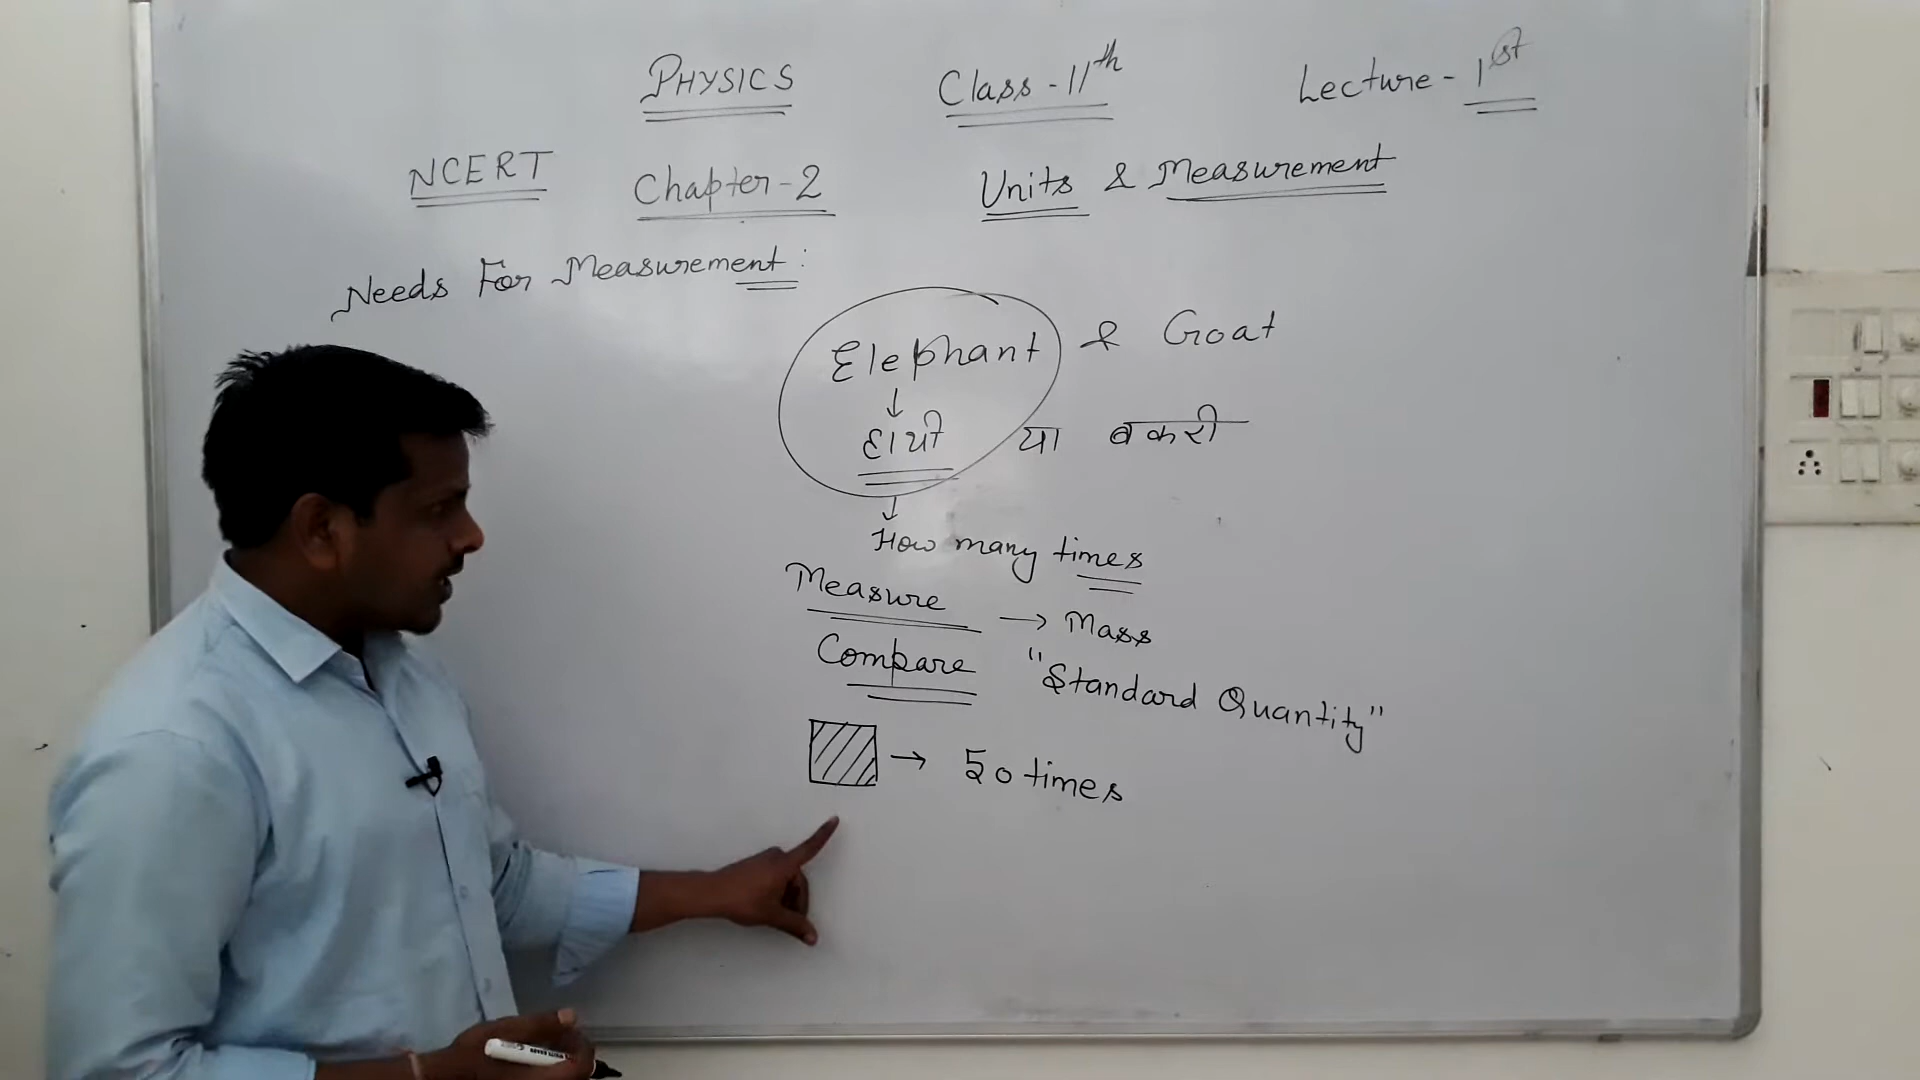 PHYSICS Class-11th Lecture-1st
NCERT Chapter-2 Units & Measurement
Needs For Measurement:
Elephant & Goat
↓
हाथी या बकरी
↓
How many times
Measure → Mass
Compare "Standard Quantity"
→ 50 times